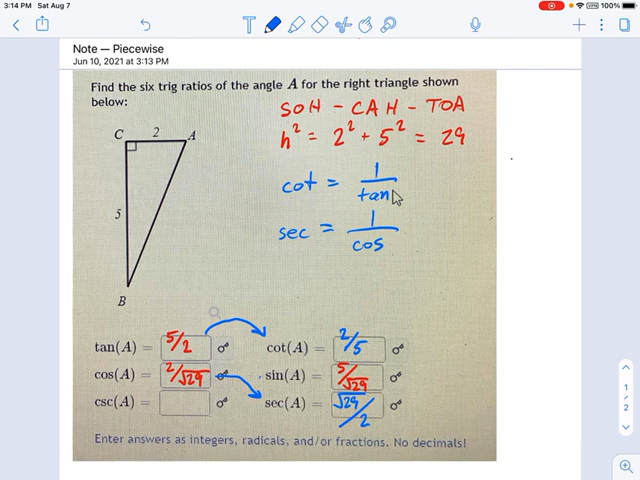 3:14 PM Sat Aug 7
VPN 100%
T
Note — Piecewise
Jun 10, 2021 at 3:13 PM
Find the six trig ratios of the angle A for the right triangle shown
below:
SOH - CAH - TOA
h² = 2² + 5² = 29
C 2 A
5
B
cot = 1/tan
sec = 1/cos
tan(A) = 5/2 cot(A) = 2/5
cos(A) = 2/√29 sin(A) = 5/√29
csc(A) = sec(A) = √29/2
Enter answers as integers, radicals, and/or fractions. No decimals!
1
2